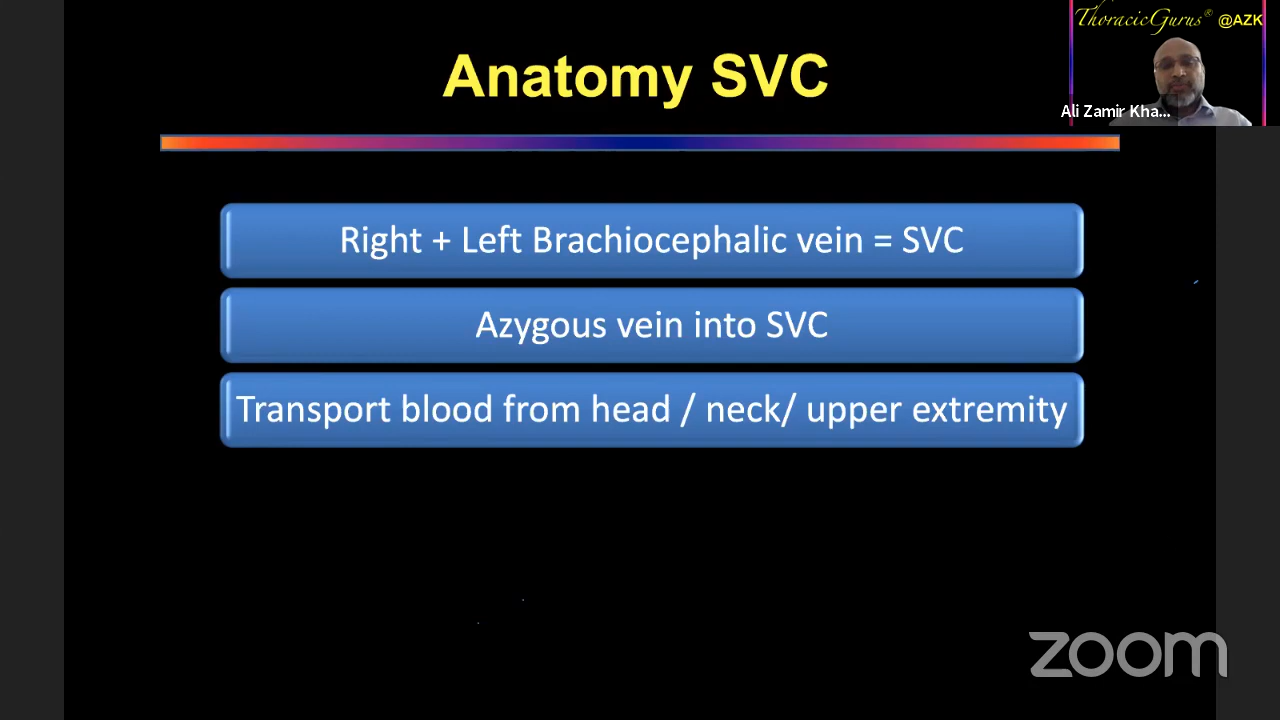 ThoracicGurus® @AZK
Anatomy SVC
Ali Zamir Kha...
Right + Left Brachiocephalic vein = SVC
Azygous vein into SVC
Transport blood from head / neck/ upper extremity
zoom